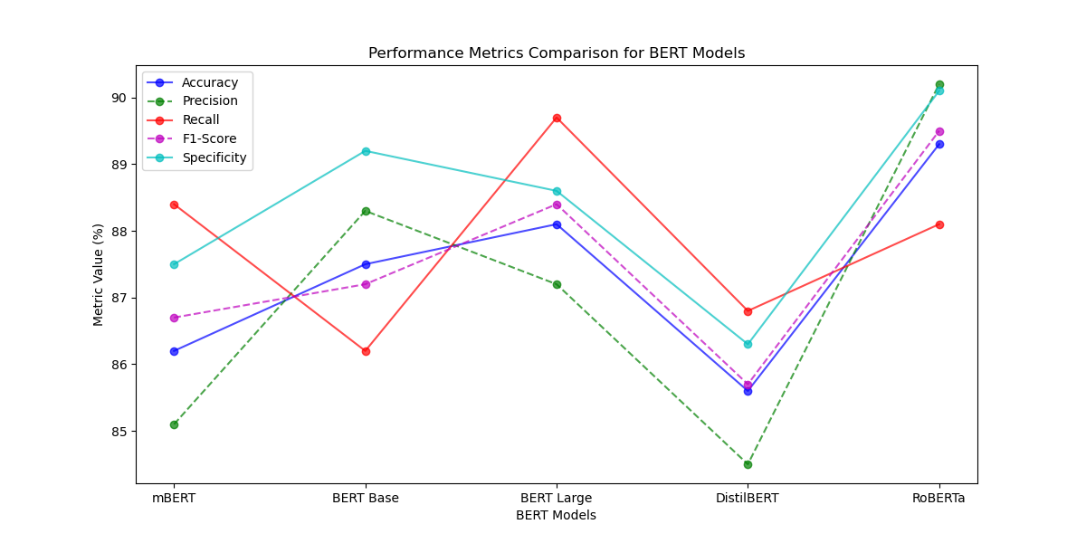 Performance Metrics Comparison for BERT Models
Accuracy
Precision
Recall
F1-Score
Specificity
Metric Value (%)
90
89
88
87
86
85
mBERT
BERT Base
BERT Large
DistilBERT
RoBERTa
BERT Models